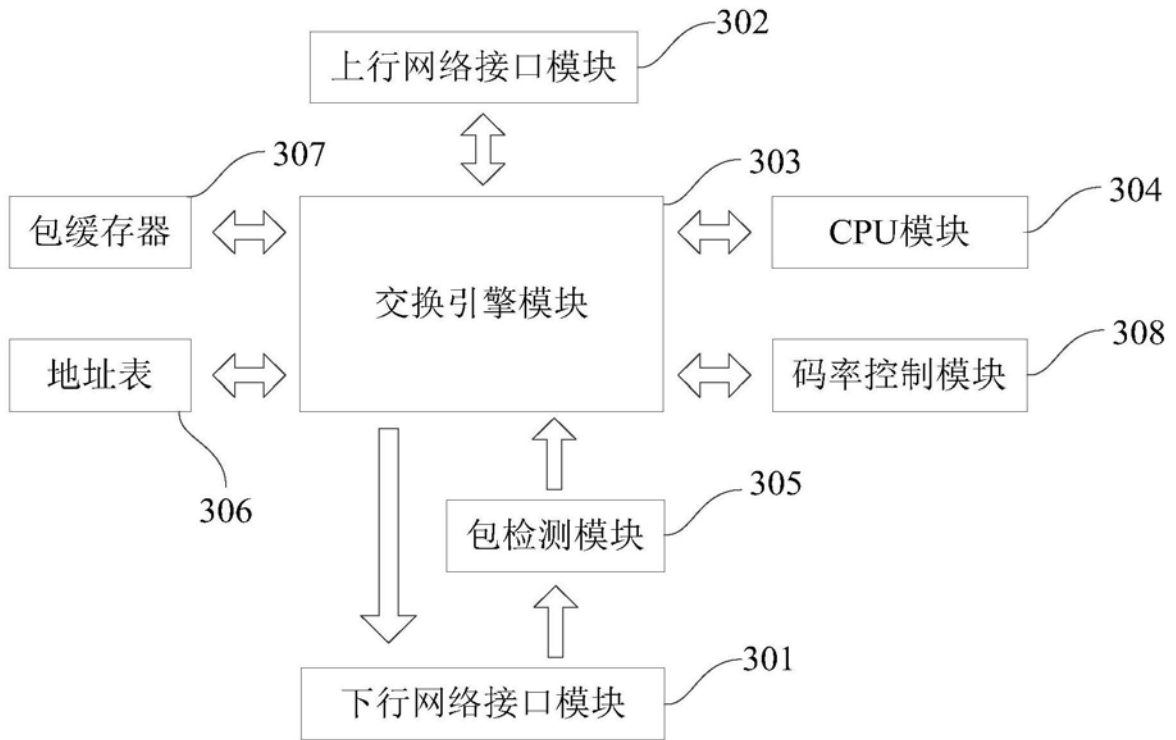 302
上行网络接口模块
307
303
304
包缓存器
CPU模块
交换引擎模块
308
地址表
码率控制模块
306
305
包检测模块
301
下行网络接口模块